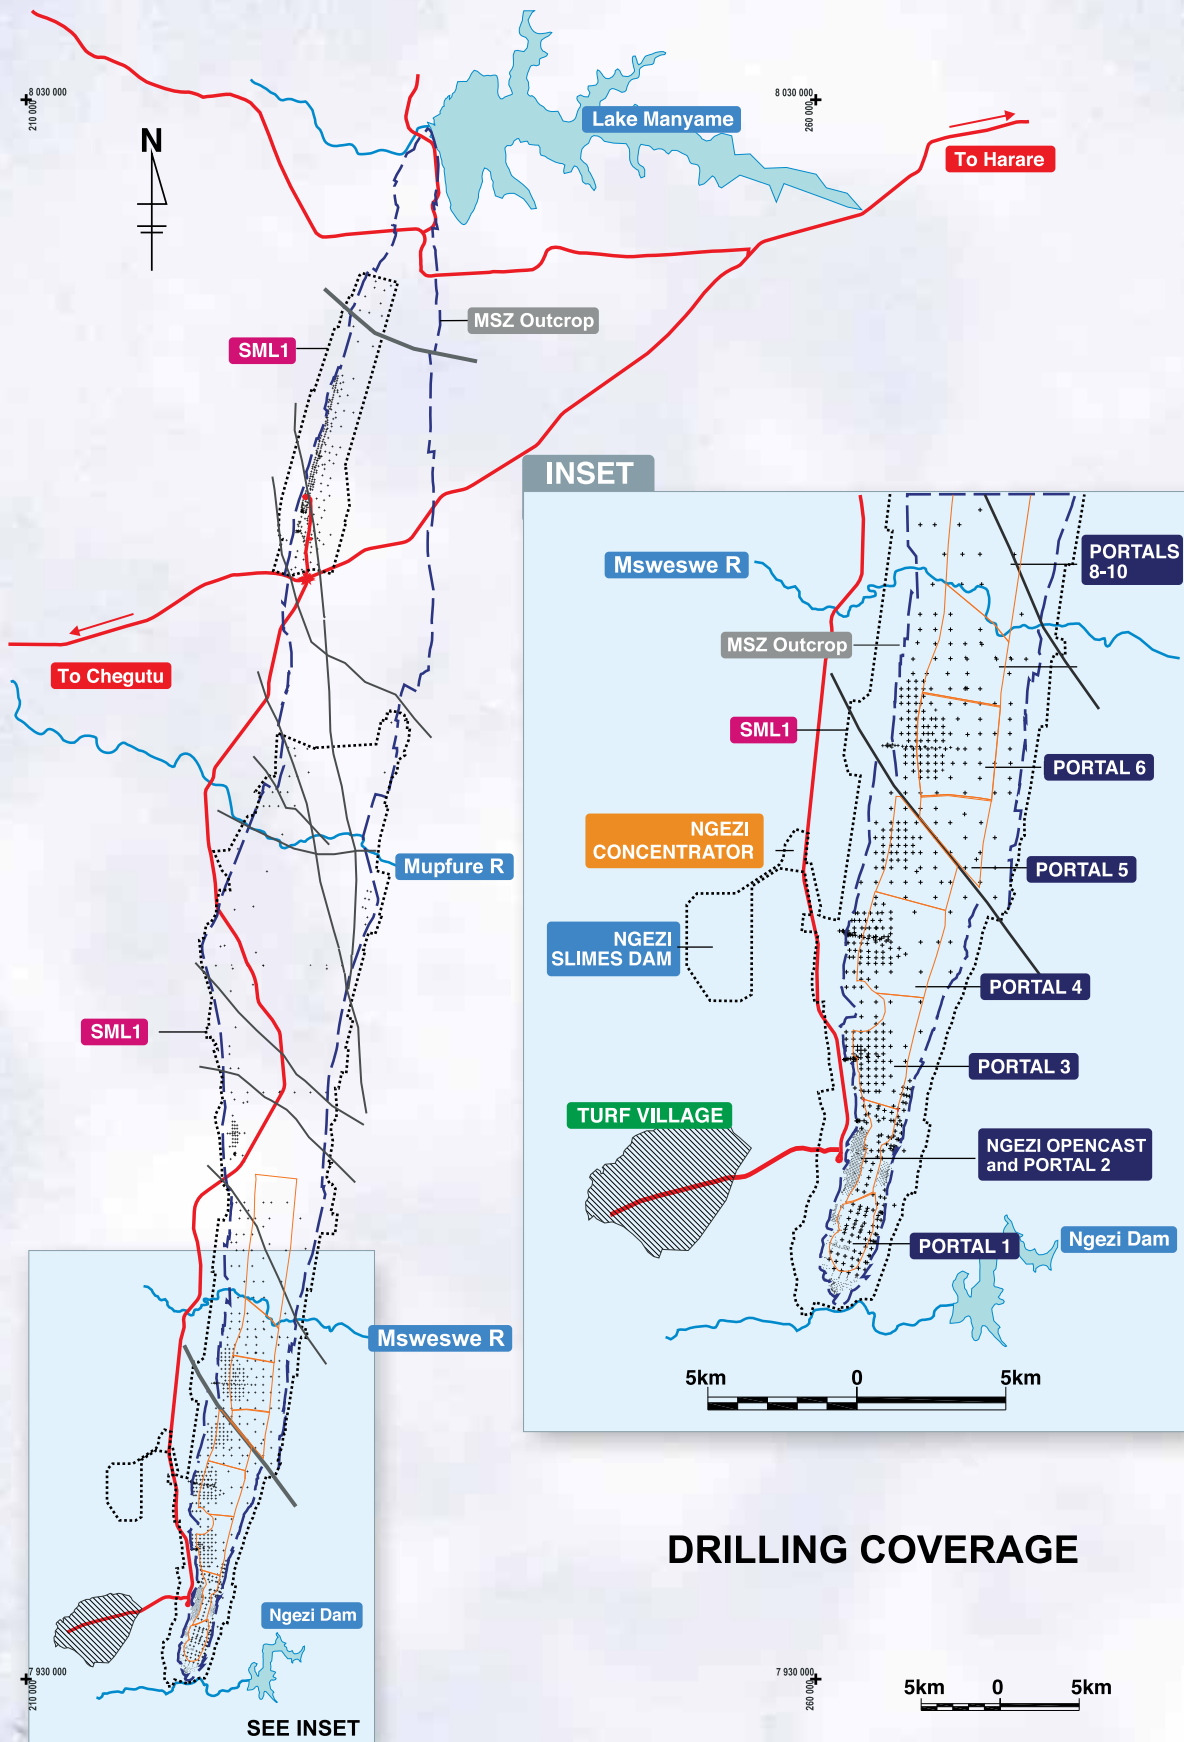 8 030 000
210 000
8 030 000
260 000
N
Lake Manyame
To Harare
MSZ Outcrop
SML1
To Chegutu
Mupfure R
SML1
Msweswe R
Ngezi Dam
SEE INSET
7 930 000
210 000
INSET
Msweswe R
PORTALS
8-10
MSZ Outcrop
SML1
PORTAL 6
NGEZI
CONCENTRATOR
PORTAL 5
NGEZI
SLIMES DAM
PORTAL 4
PORTAL 3
TURF VILLAGE
NGEZI OPENCAST
and PORTAL 2
PORTAL 1
Ngezi Dam
5km 0 5km
DRILLING COVERAGE
7 930 000
260 000
5km 0 5km